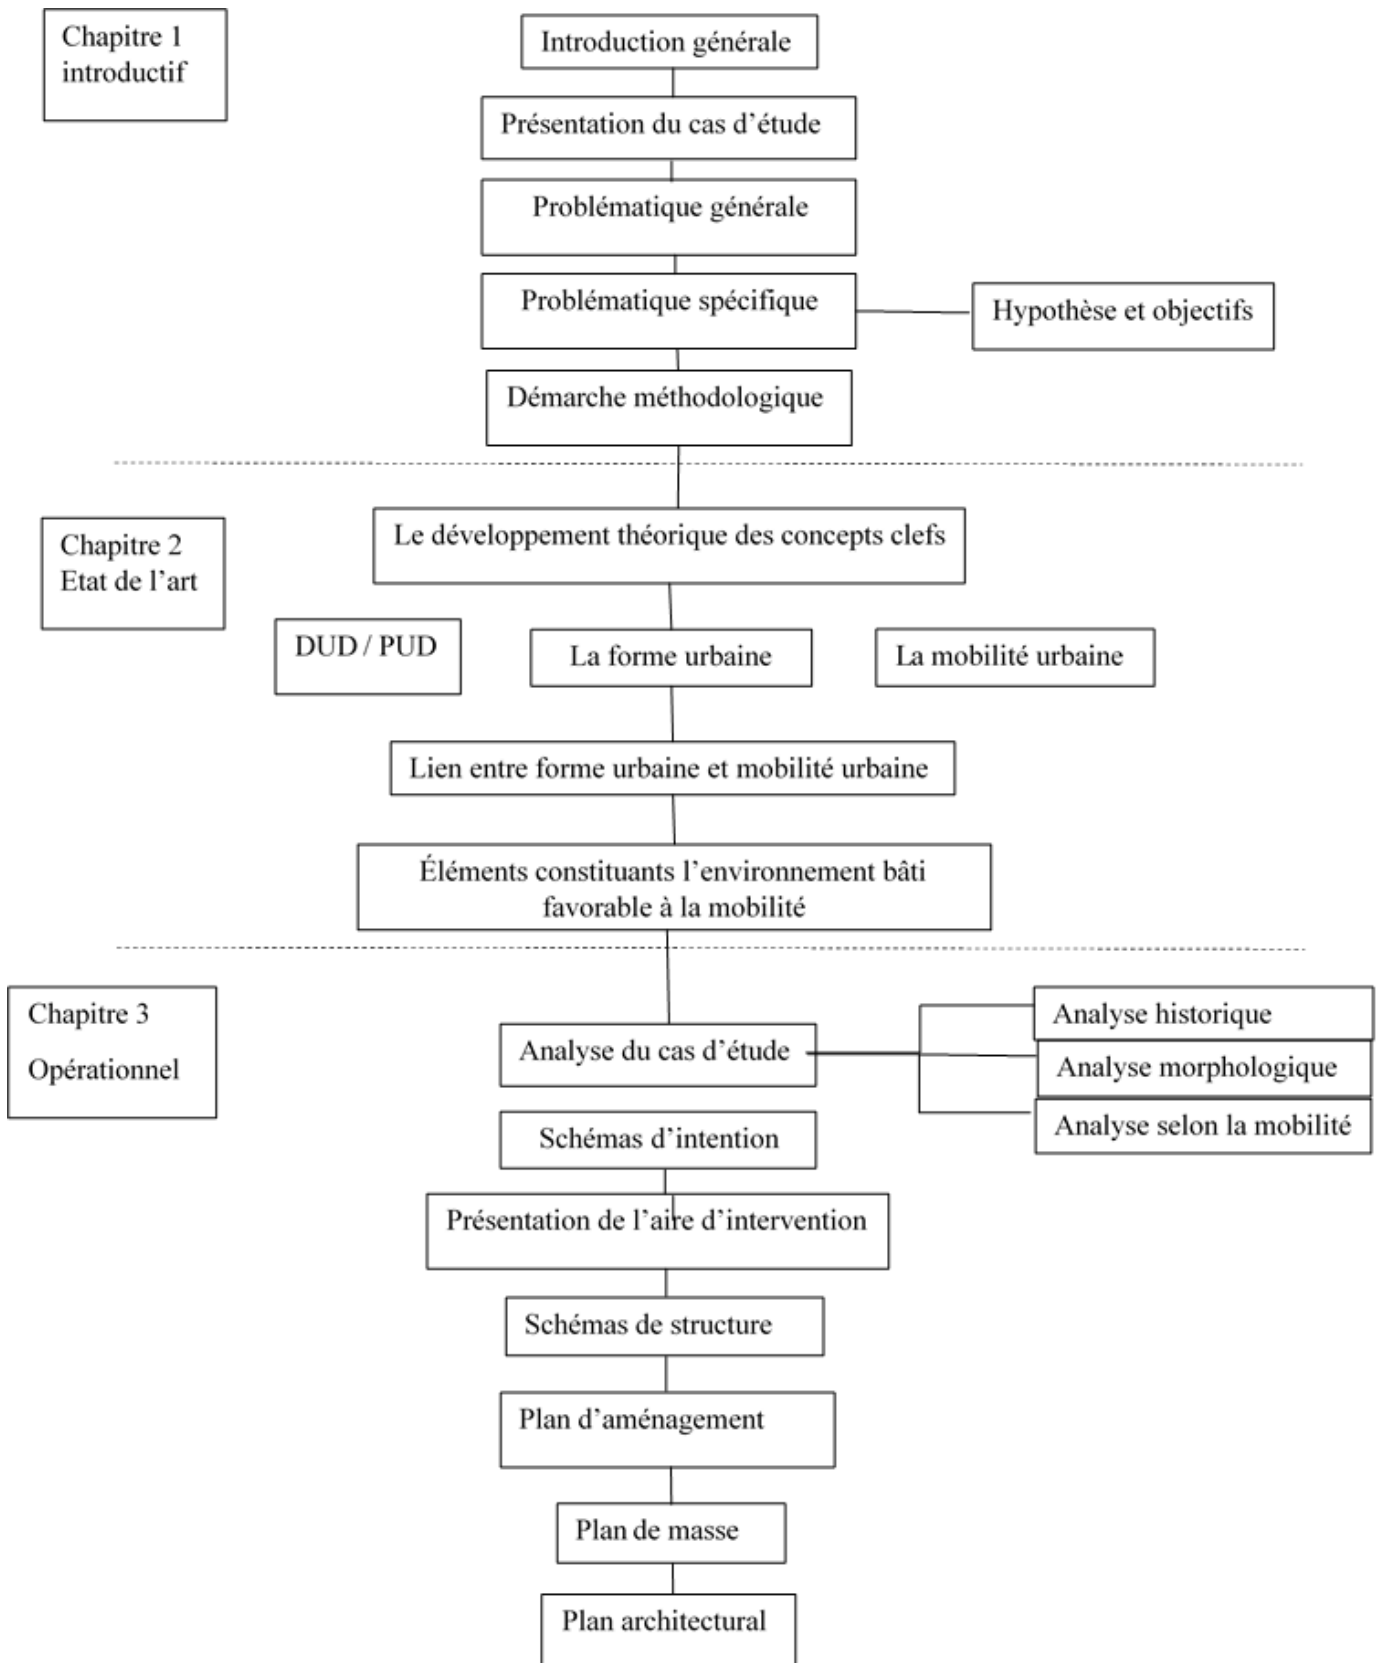 Chapitre 1
introductif
Introduction générale
Présentation du cas d’étude
Problématique générale
Problématique spécifique
Hypothèse et objectifs
Démarche méthodologique
Chapitre 2
Etat de l’art
Le développement théorique des concepts clefs
DUD / PUD
La forme urbaine
La mobilité urbaine
Lien entre forme urbaine et mobilité urbaine
Éléments constituants l’environnement bâti
favorable à la mobilité
Chapitre 3
Opérationnel
Analyse du cas d’étude
Analyse historique
Analyse morphologique
Analyse selon la mobilité
Schémas d’intention
Présentation de l’aire d’intervention
Schémas de structure
Plan d’aménagement
Plan de masse
Plan architectural